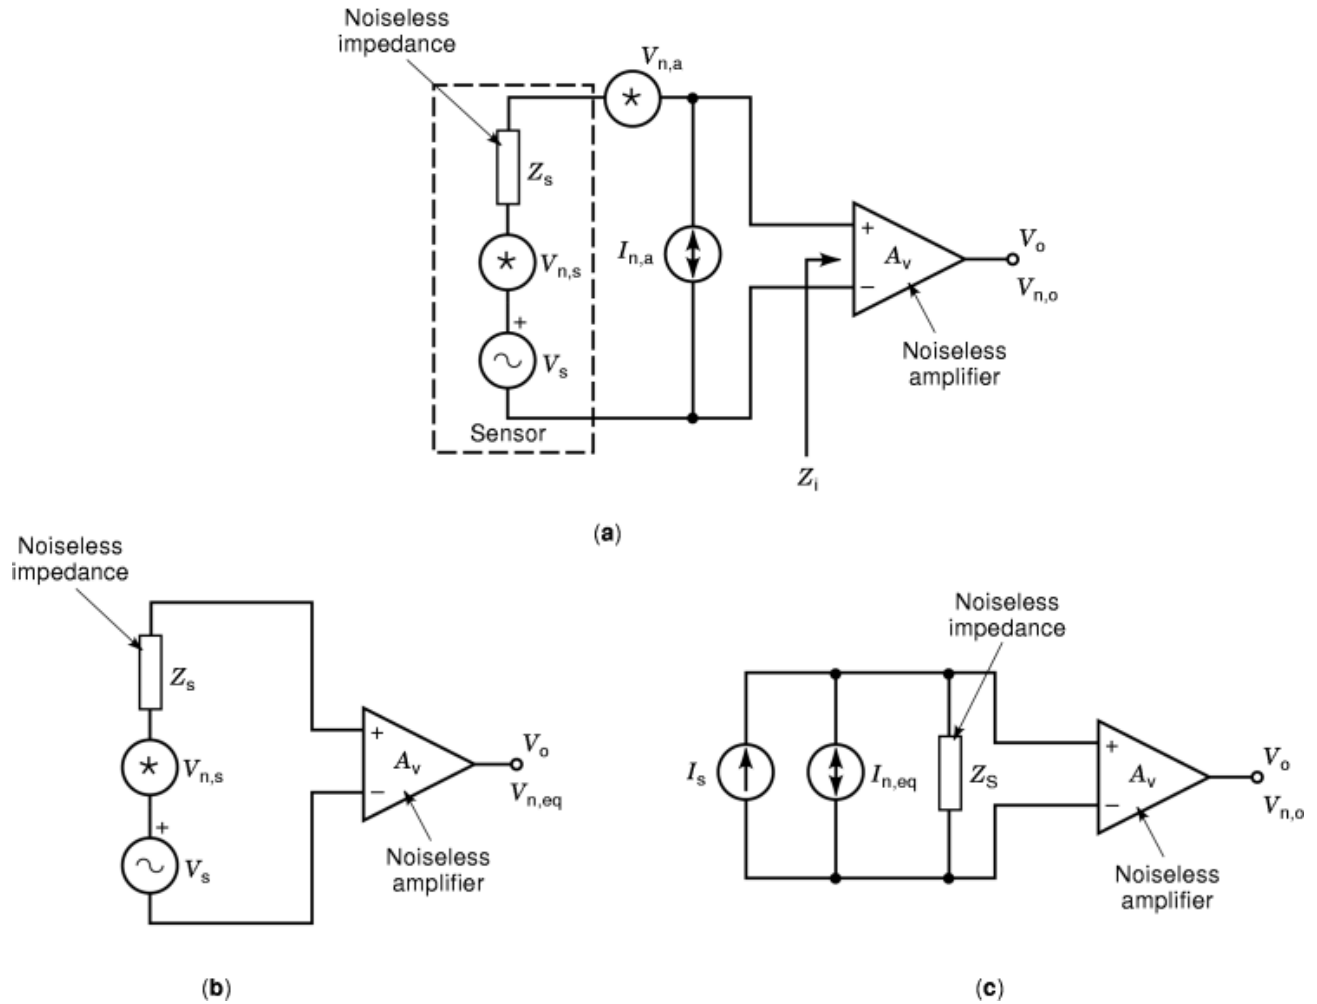 Noiseless
impedance
V_n,a
*
Z_s
I_n,a
+
A_v
−
V_o
V_n,o
*
V_n,s
+
V_s
Noiseless
amplifier
Sensor
Z_i
(a)
Noiseless
impedance
Z_s
*
V_n,s
+
V_s
+
A_v
−
V_o
V_n,eq
Noiseless
amplifier
(b)
Noiseless
impedance
I_s
I_n,eq
Z_S
+
A_v
−
V_o
V_n,o
Noiseless
amplifier
(c)